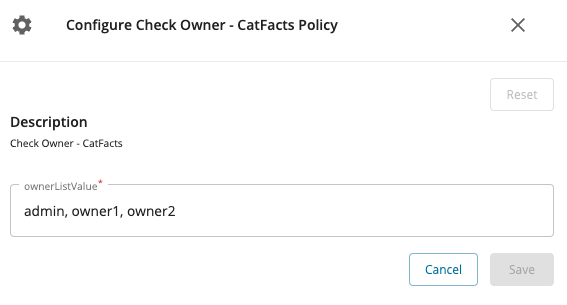 Configure Check Owner - CatFacts Policy
Reset
Description
Check Owner - CatFacts
ownerListValue*
admin, owner1, owner2
Cancel
Save